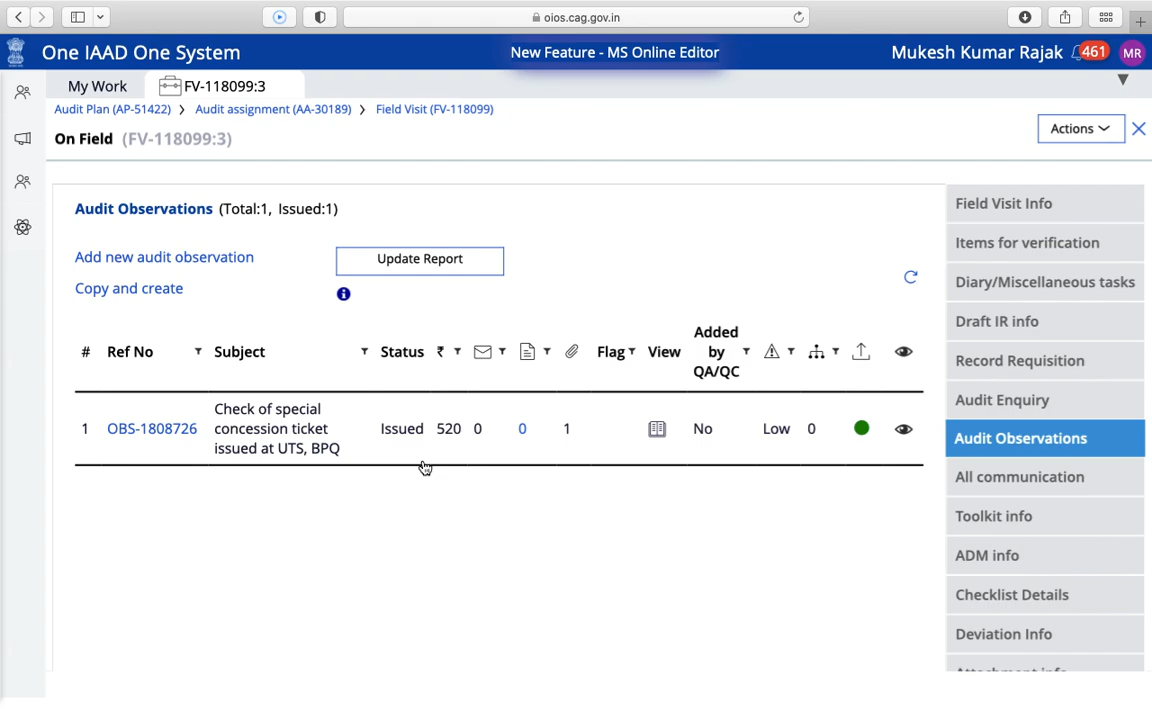 oios.cag.gov.in
One IAAD One System
New Feature - MS Online Editor
Mukesh Kumar Rajak
461
MR
My Work
FV-118099:3
Audit Plan (AP-51422) > Audit assignment (AA-30189) > Field Visit (FV-118099)
On Field (FV-118099:3)
Actions
Audit Observations (Total:1, Issued:1)
Add new audit observation
Update Report
Copy and create
# Ref No Subject Status ₹ Flag View Added by QA/QC
1 OBS-1808726 Check of special concession ticket issued at UTS, BPQ Issued 520 0 0 1 No Low 0
Field Visit Info
Items for verification
Diary/Miscellaneous tasks
Draft IR info
Record Requisition
Audit Enquiry
Audit Observations
All communication
Toolkit info
ADM info
Checklist Details
Deviation Info